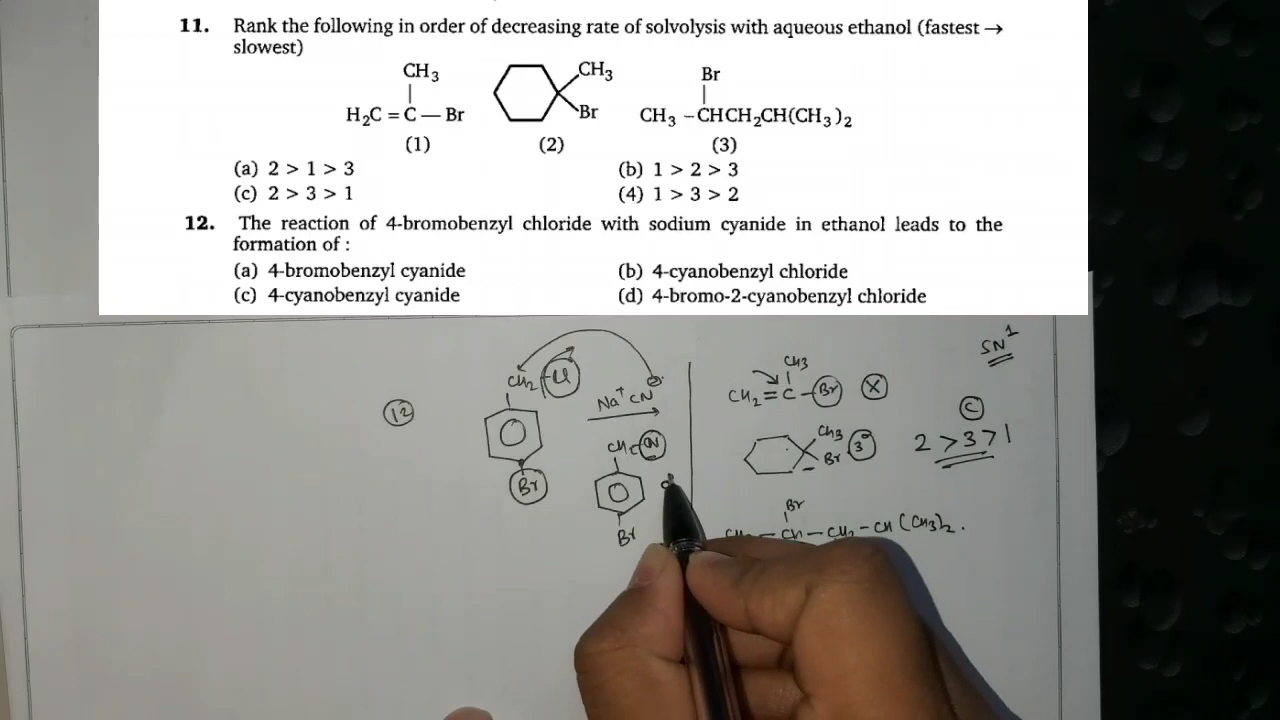 11. Rank the following in order of decreasing rate of solvolysis with aqueous ethanol (fastest →
slowest)
CH3
H2C = C — Br
(1)
CH3
Br
(2)
Br
CH3 – CHCH2CH(CH3)2
(3)
(a) 2 > 1 > 3
(b) 1 > 2 > 3
(c) 2 > 3 > 1
(4) 1 > 3 > 2
12. The reaction of 4-bromobenzyl chloride with sodium cyanide in ethanol leads to the
formation of :
(a) 4-bromobenzyl cyanide
(b) 4-cyanobenzyl chloride
(c) 4-cyanobenzyl cyanide
(d) 4-bromo-2-cyanobenzyl chloride
12
CH2 Cl
Br
Na+ CN
CN
Br
SN1
CH3
CH2 = C – Br X
C
CH3
Br 3°
2 > 3 > 1
Br
– CH – CH2 – CH (CH3)2.